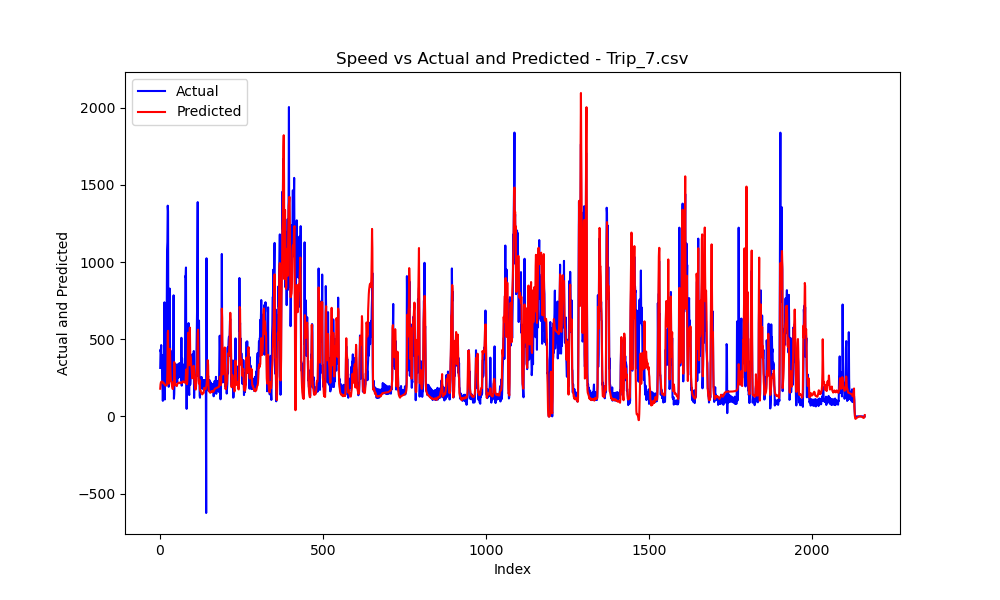 Speed vs Actual and Predicted - Trip_7.csv
Actual
Predicted
2000
1500
1000
500
0
−500
Actual and Predicted
0 500 1000 1500 2000
Index